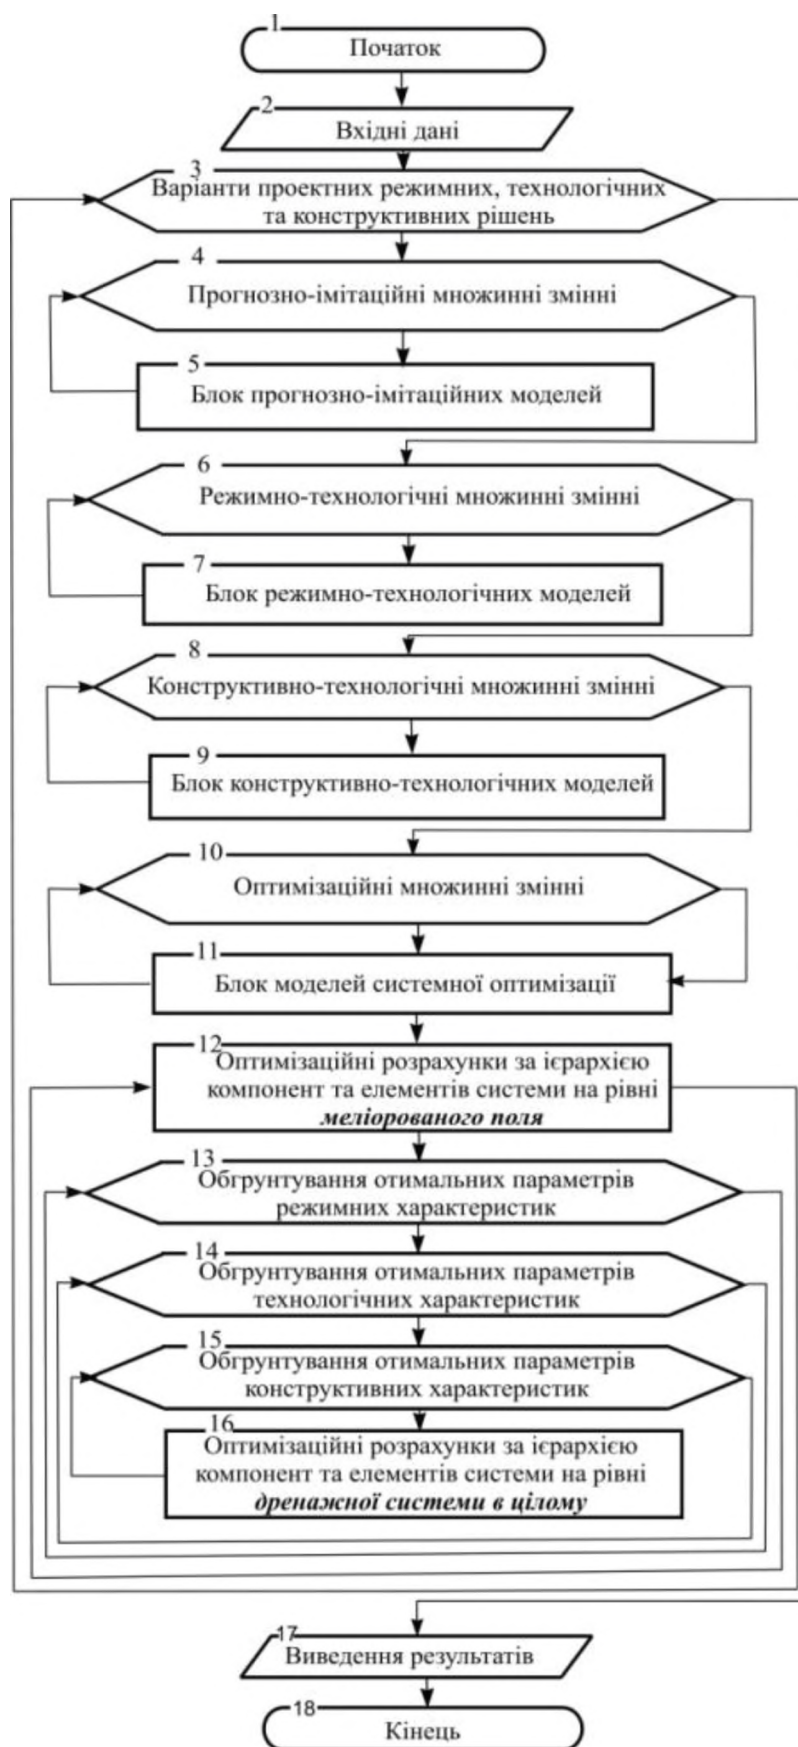 1
Початок
2
Вхідні дані
3
Варіанти проектних режимних, технологічних
та конструктивних рішень
4
Прогнозно-імітаційні множинні змінні
5
Блок прогнозно-імітаційних моделей
6
Режимно-технологічні множинні змінні
7
Блок режимно-технологічних моделей
8
Конструктивно-технологічні множинні змінні
9
Блок конструктивно-технологічних моделей
10
Оптимізаційні множинні змінні
11
Блок моделей системної оптимізації
12
Оптимізаційні розрахунки за ієрархією
компонент та елементів системи на рівні
меліорованого поля
13
Обгрунтування отимальних параметрів
режимних характеристик
14
Обгрунтування отимальних параметрів
технологічних характеристик
15
Обгрунтування отимальних параметрів
конструктивних характеристик
16
Оптимізаційні розрахунки за ієрархією
компонент та елементів системи на рівні
дренажної системи в цілому
17
Виведення результатів
18
Кінець